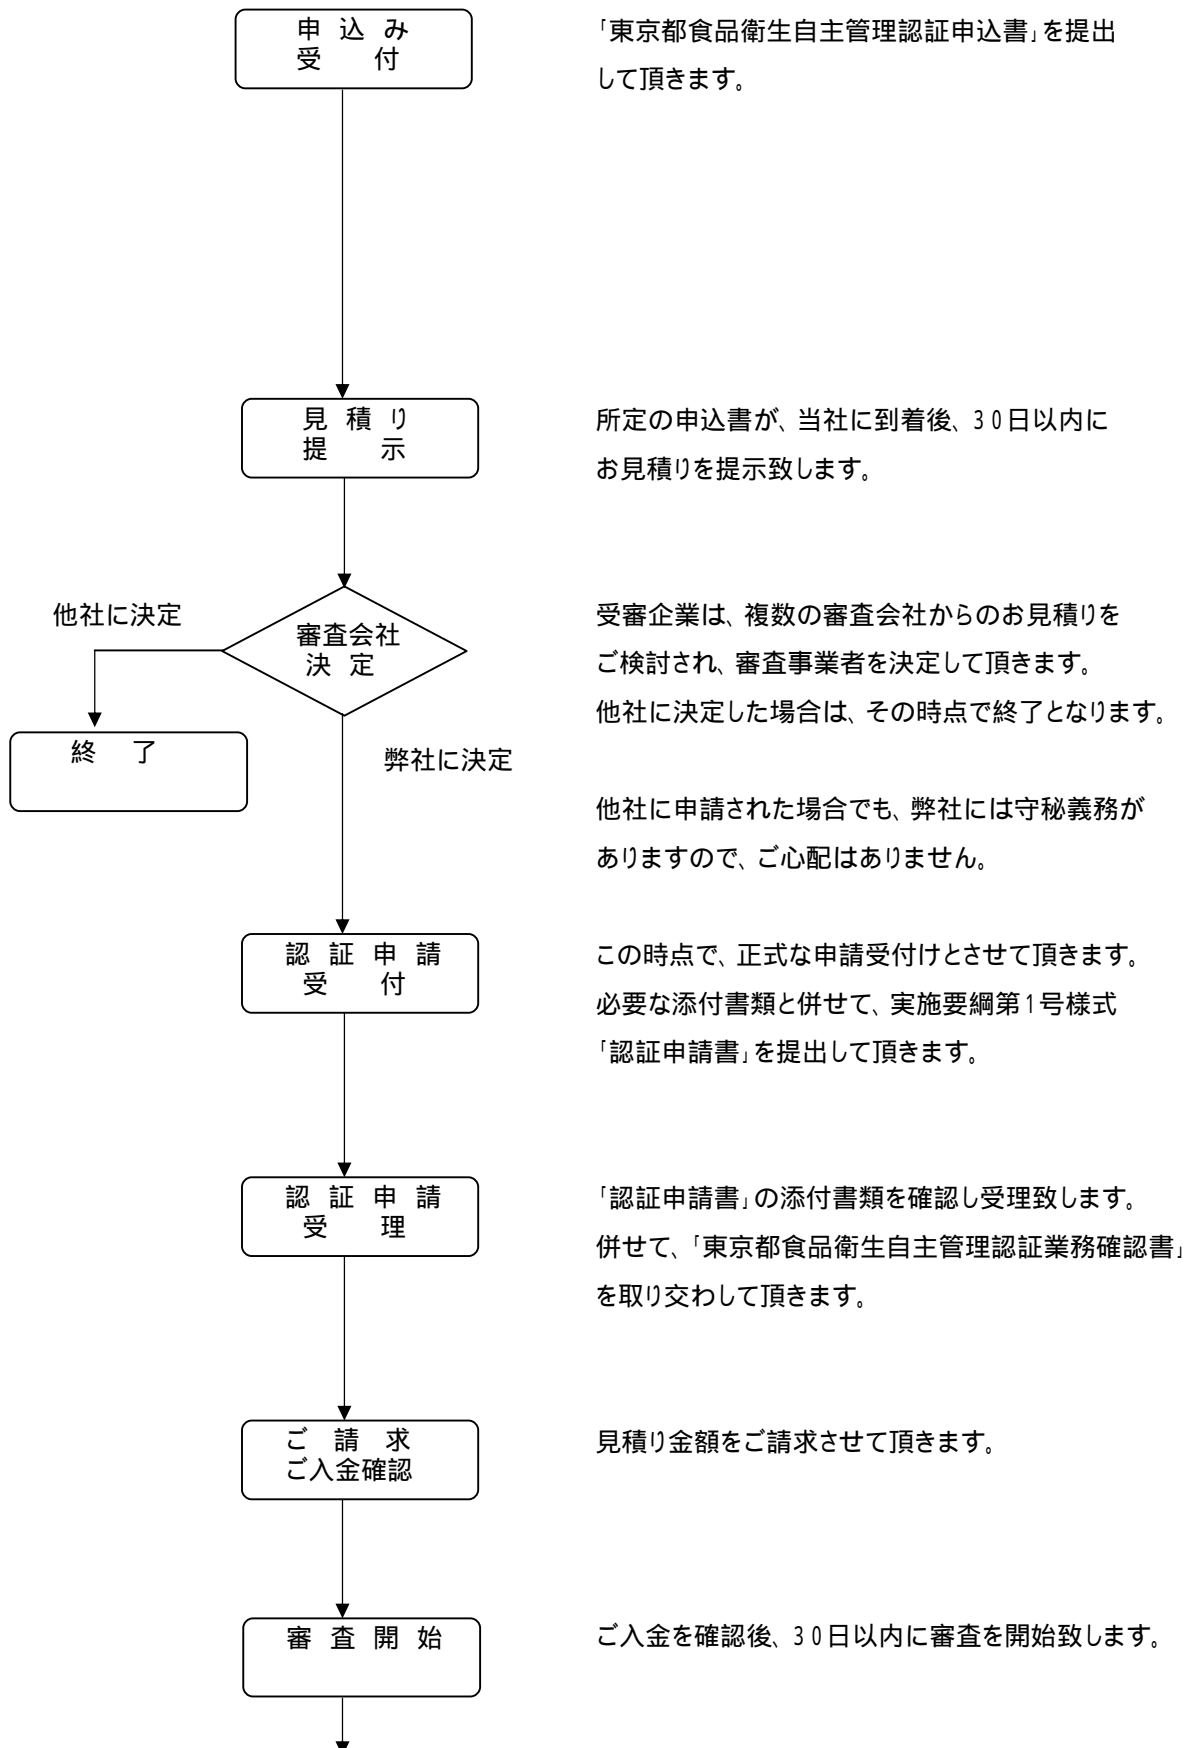 申 込 み
受 付
「東京都食品衛生自主管理認証申込書」を提出
して頂きます。
見 積 り
提 示
所定の申込書が、当社に到着後、30日以内に
お見積りを提示致します。
他社に決定
審査会社
決 定
受審企業は、複数の審査会社からのお見積りを
ご検討され、審査事業者を決定して頂きます。
他社に決定した場合は、その時点で終了となります。
終 了
弊社に決定
他社に申請された場合でも、弊社には守秘義務が
ありますので、ご心配はありません。
認 証 申 請
受 付
この時点で、正式な申請受付けとさせて頂きます。
必要な添付書類と併せて、実施要綱第1号様式
「認証申請書」を提出して頂きます。
認 証 申 請
受 理
「認証申請書」の添付書類を確認し受理致します。
併せて、「東京都食品衛生自主管理認証業務確認書」
を取り交わして頂きます。
ご 請 求
ご入金確認
見積り金額をご請求させて頂きます。
審 査 開 始
ご入金を確認後、30日以内に審査を開始致します。